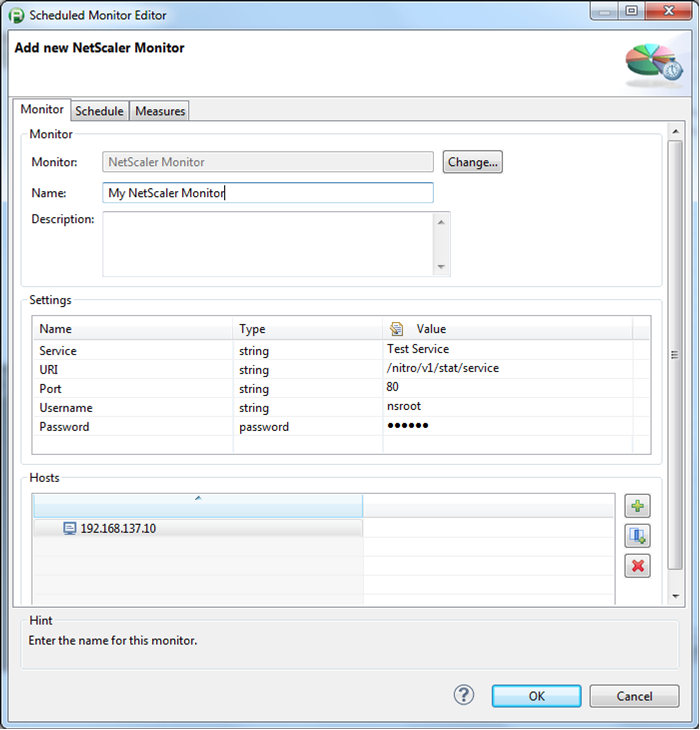 Scheduled Monitor Editor
Add new NetScaler Monitor
Monitor Schedule Measures
Monitor
Monitor: NetScaler Monitor Change...
Name: My NetScaler Monitor
Description:
Settings
Name Type Value
Service string Test Service
URI string /nitro/v1/stat/service
Port string 80
Username string nsroot
Password password ●●●●●●
Hosts
192.168.137.10
Hint
Enter the name for this monitor.
? OK Cancel